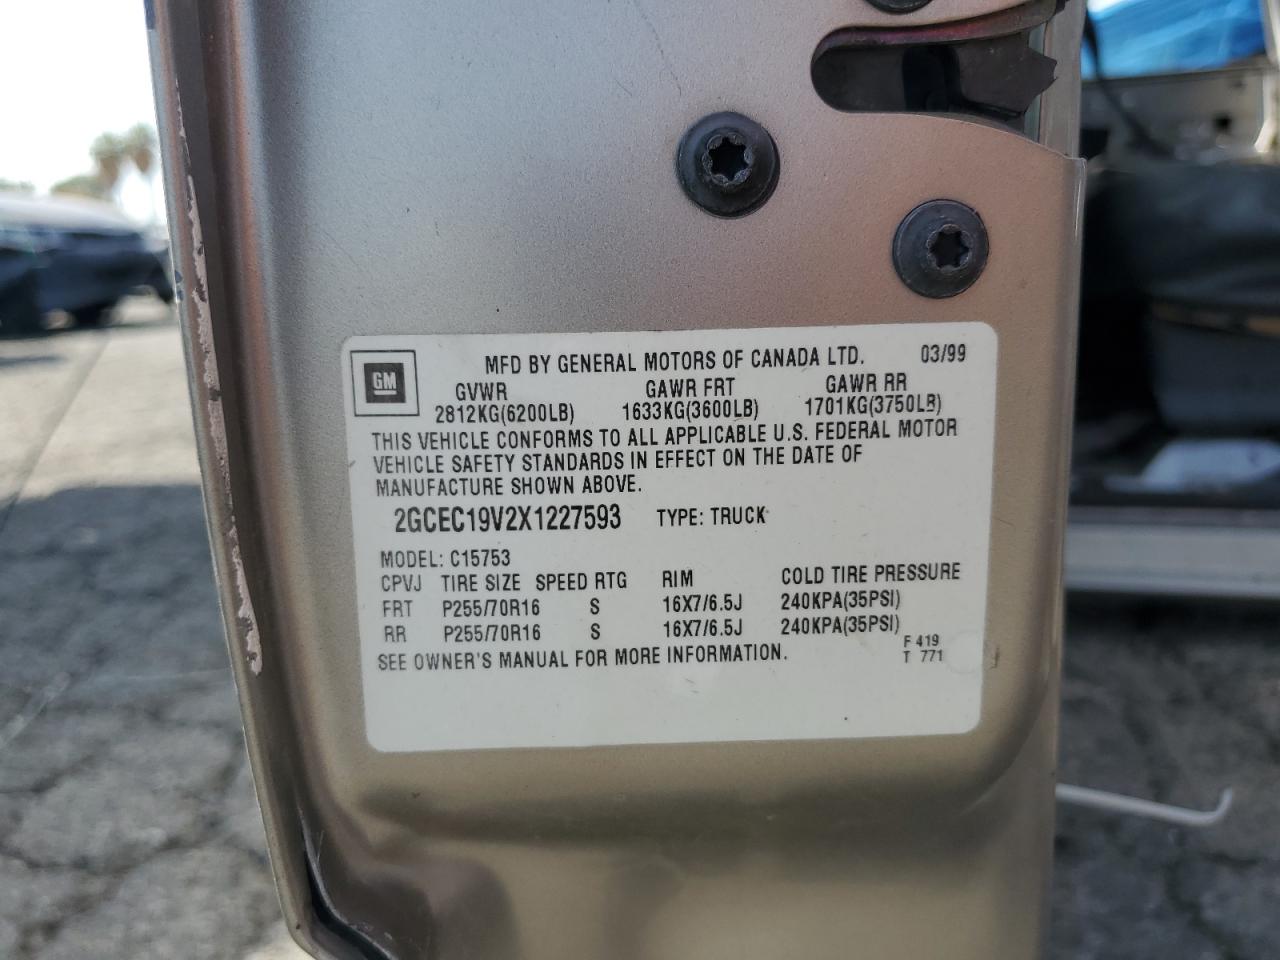 GM
MFD BY GENERAL MOTORS OF CANADA LTD. 03/99
GVWR GAWR FRT GAWR RR
2812KG(6200LB) 1633KG(3600LB) 1701KG(3750LB)
THIS VEHICLE CONFORMS TO ALL APPLICABLE U.S. FEDERAL MOTOR
VEHICLE SAFETY STANDARDS IN EFFECT ON THE DATE OF
MANUFACTURE SHOWN ABOVE.
2GCEC19V2X1227593 TYPE: TRUCK
MODEL: C15753
CPVJ TIRE SIZE SPEED RTG RIM COLD TIRE PRESSURE
FRT P255/70R16 S 16X7/6.5J 240KPA(35PSI)
RR P255/70R16 S 16X7/6.5J 240KPA(35PSI)
SEE OWNER'S MANUAL FOR MORE INFORMATION.
F 419
T 771